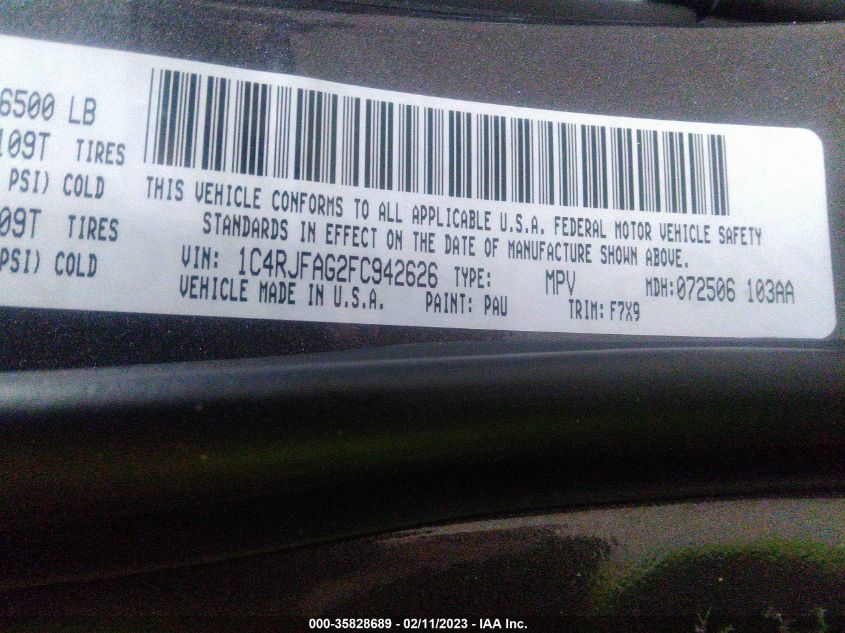 6500 LB
109T TIRES
PSI) COLD
09T TIRES
PSI) COLD
THIS VEHICLE CONFORMS TO ALL APPLICABLE U.S.A. FEDERAL MOTOR VEHICLE SAFETY
STANDARDS IN EFFECT ON THE DATE OF MANUFACTURE SHOWN ABOVE.
VIN: 1C4RJFAG2FC942626 TYPE: MPV MDH:072506 103AA
VEHICLE MADE IN U.S.A. PAINT: PAU TRIM: F7X9
000-35828689 - 02/11/2023 - IAA Inc.